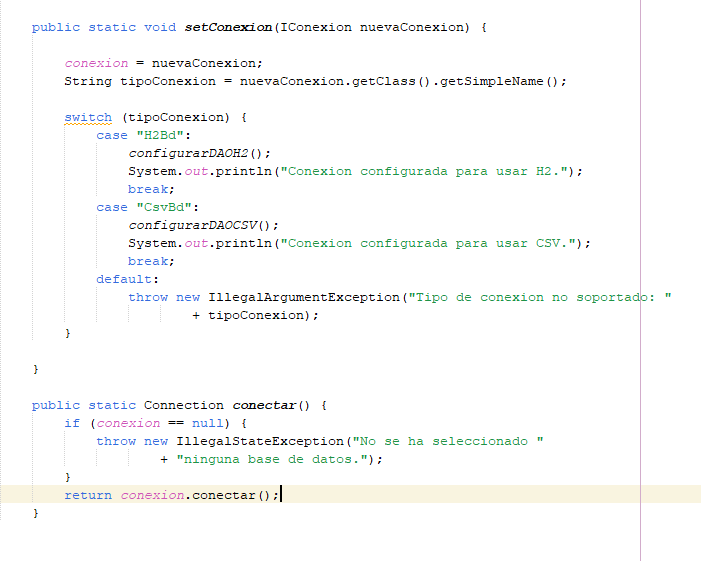 public static void setConexion(IConexion nuevaConexion) {
conexion = nuevaConexion;
String tipoConexion = nuevaConexion.getClass().getSimpleName();
switch (tipoConexion) {
case "H2Bd":
configurarDAOH2();
System.out.println("Conexion configurada para usar H2.");
break;
case "CsvBd":
configurarDAOCSV();
System.out.println("Conexion configurada para usar CSV.");
break;
default:
throw new IllegalArgumentException("Tipo de conexion no soportado: "
+ tipoConexion);
}
}
public static Connection conectar() {
if (conexion == null) {
throw new IllegalStateException("No se ha seleccionado "
+ "ninguna base de datos.");
}
return conexion.conectar();
}